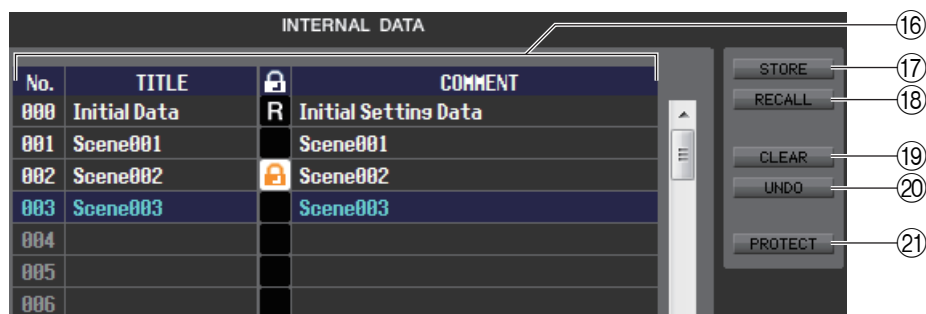 INTERNAL DATA
⑯
No. TITLE COMMENT
000 Initial Data R Initial Setting Data
001 Scene001 Scene001
002 Scene002 Scene002
003 Scene003 Scene003
004
005
006
STORE ⑰
RECALL ⑱
CLEAR ⑲
UNDO ⑳
PROTECT ㉑